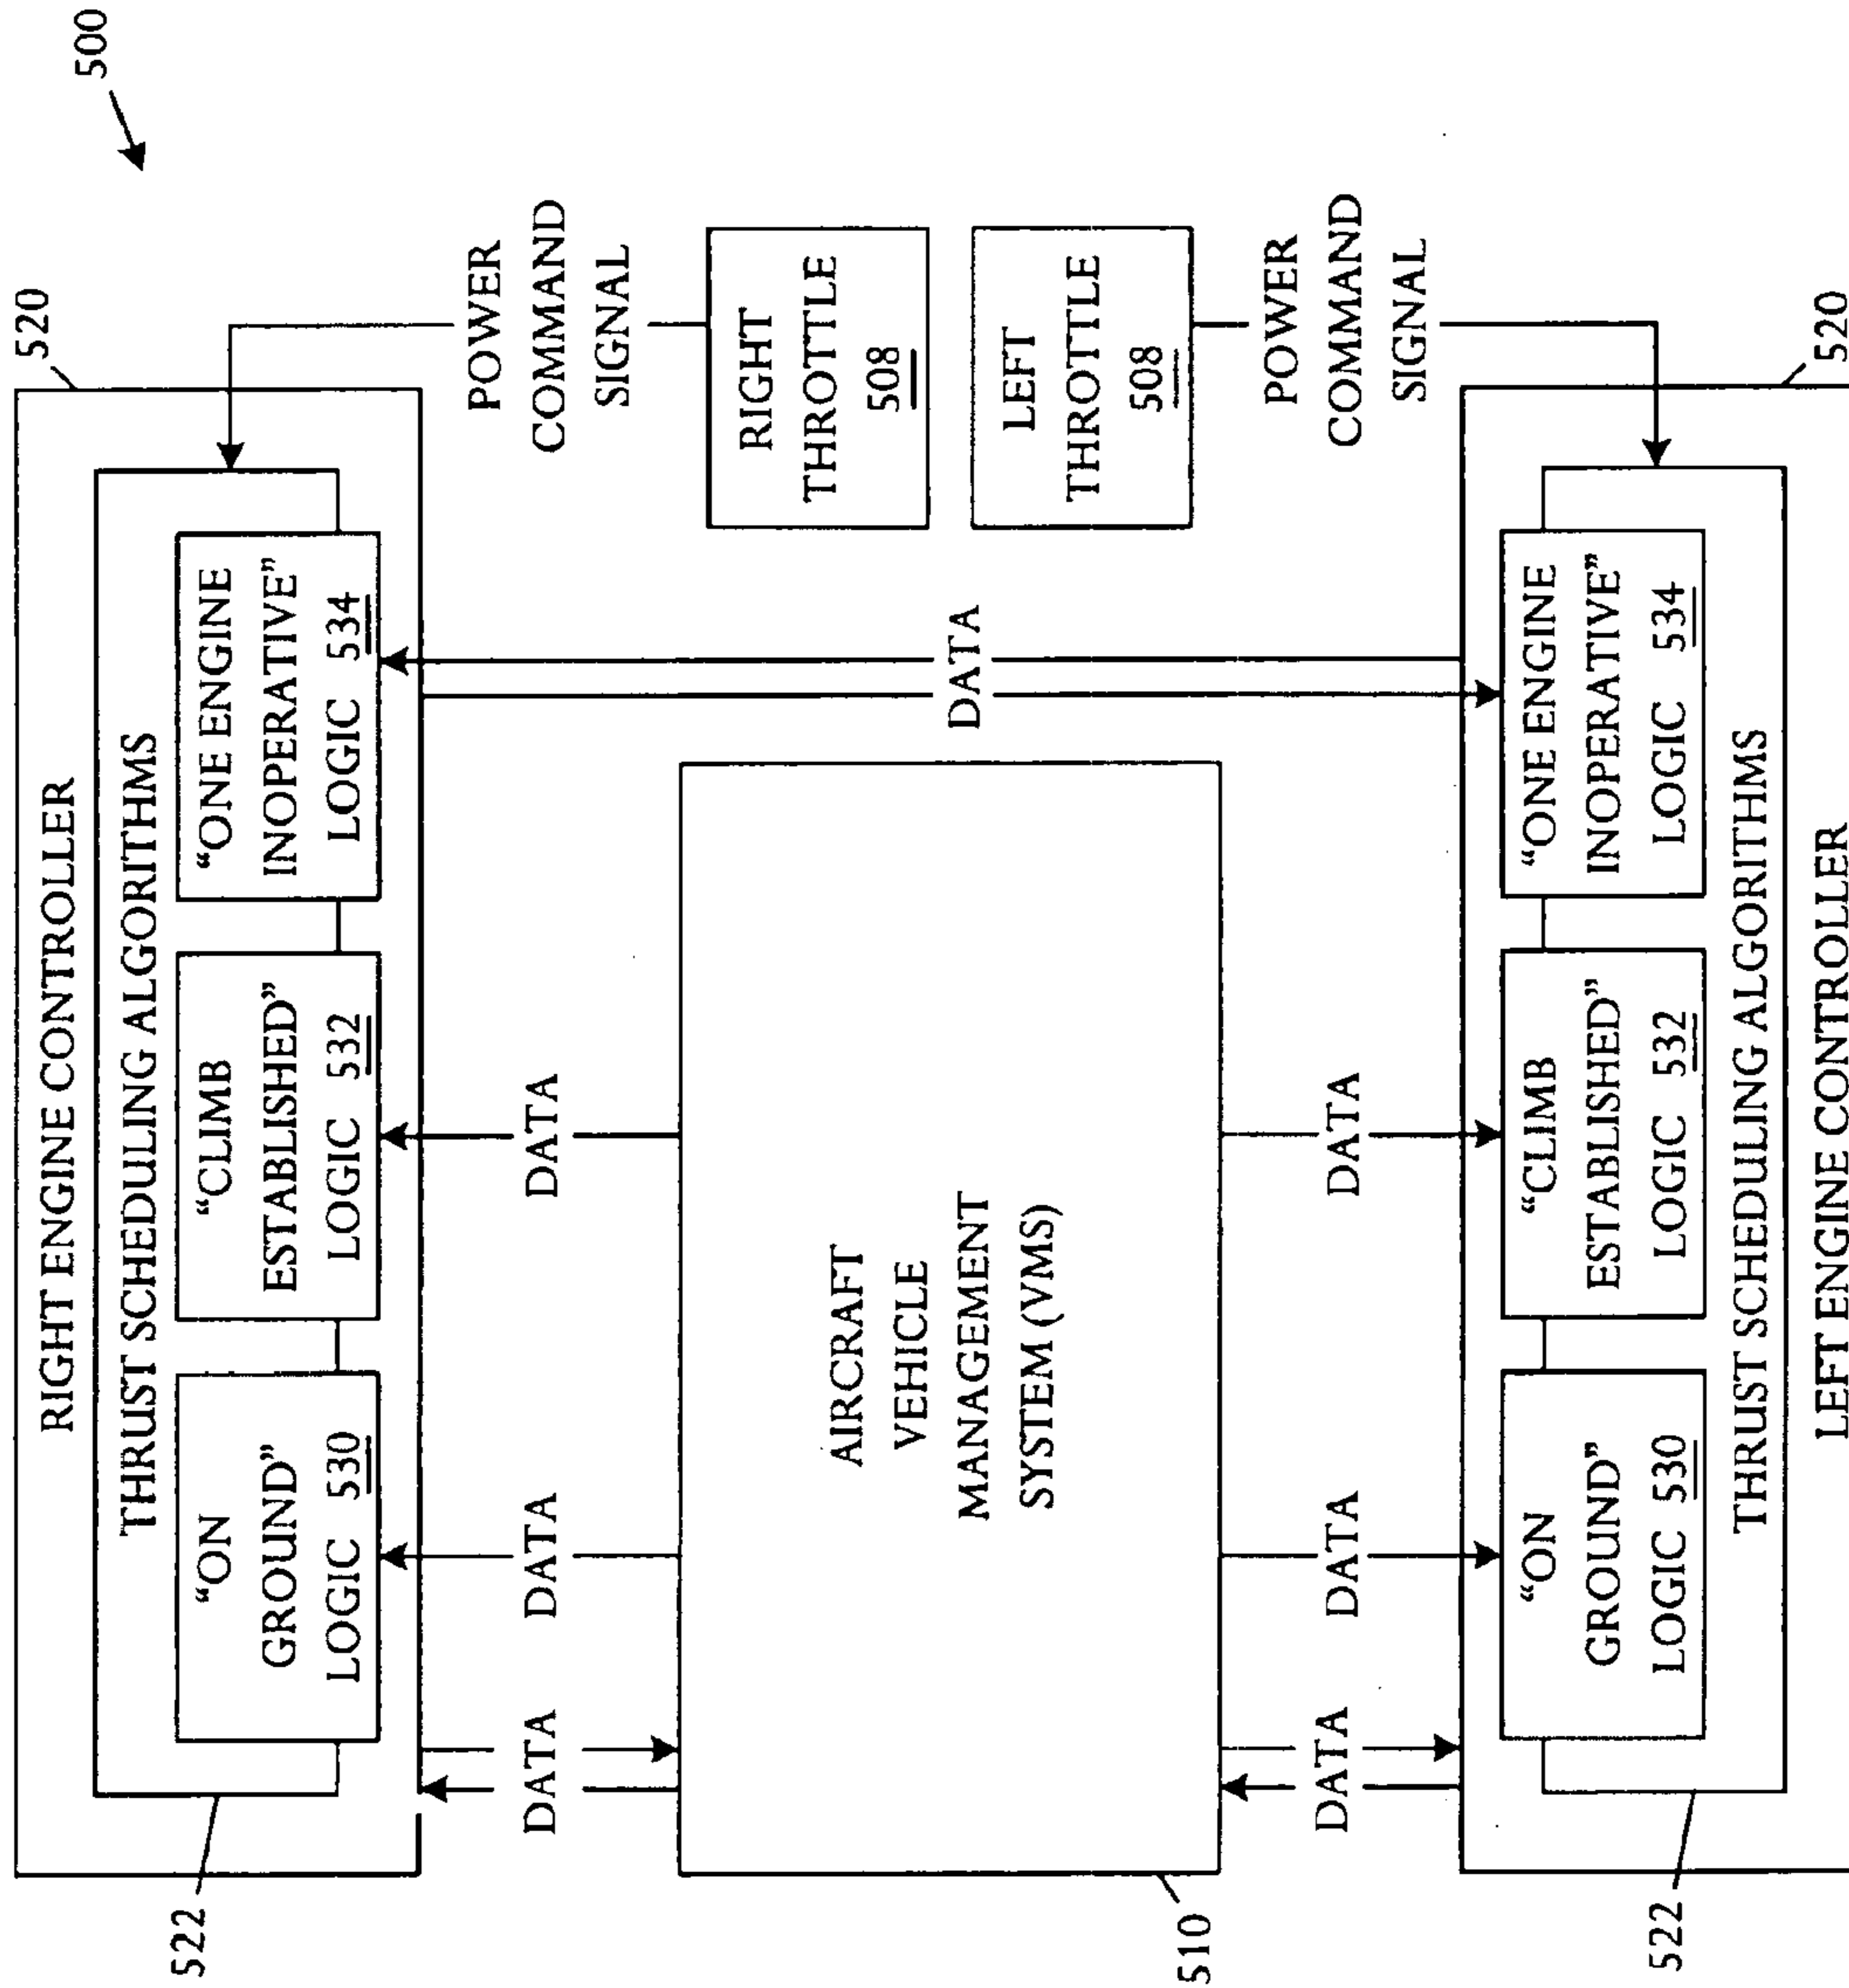 500
520
RIGHT ENGINE CONTROLLER
THRUST SCHEDULING ALGORITHMS
522
“ON
GROUND”
LOGIC 530
“CLIMB
ESTABLISHED”
LOGIC 532
“ONE ENGINE
INOPERATIVE”
LOGIC 534
POWER
COMMAND
SIGNAL
DATA
DATA
DATA
RIGHT
THROTTLE
508
DATA
AIRCRAFT
VEHICLE
MANAGEMENT
SYSTEM (VMS)
510
LEFT
THROTTLE
508
DATA
DATA
DATA
POWER
COMMAND
SIGNAL
“ON
GROUND”
LOGIC 530
“CLIMB
ESTABLISHED”
LOGIC 532
“ONE ENGINE
INOPERATIVE”
LOGIC 534
522
THRUST SCHEDULING ALGORITHMS
LEFT ENGINE CONTROLLER
520